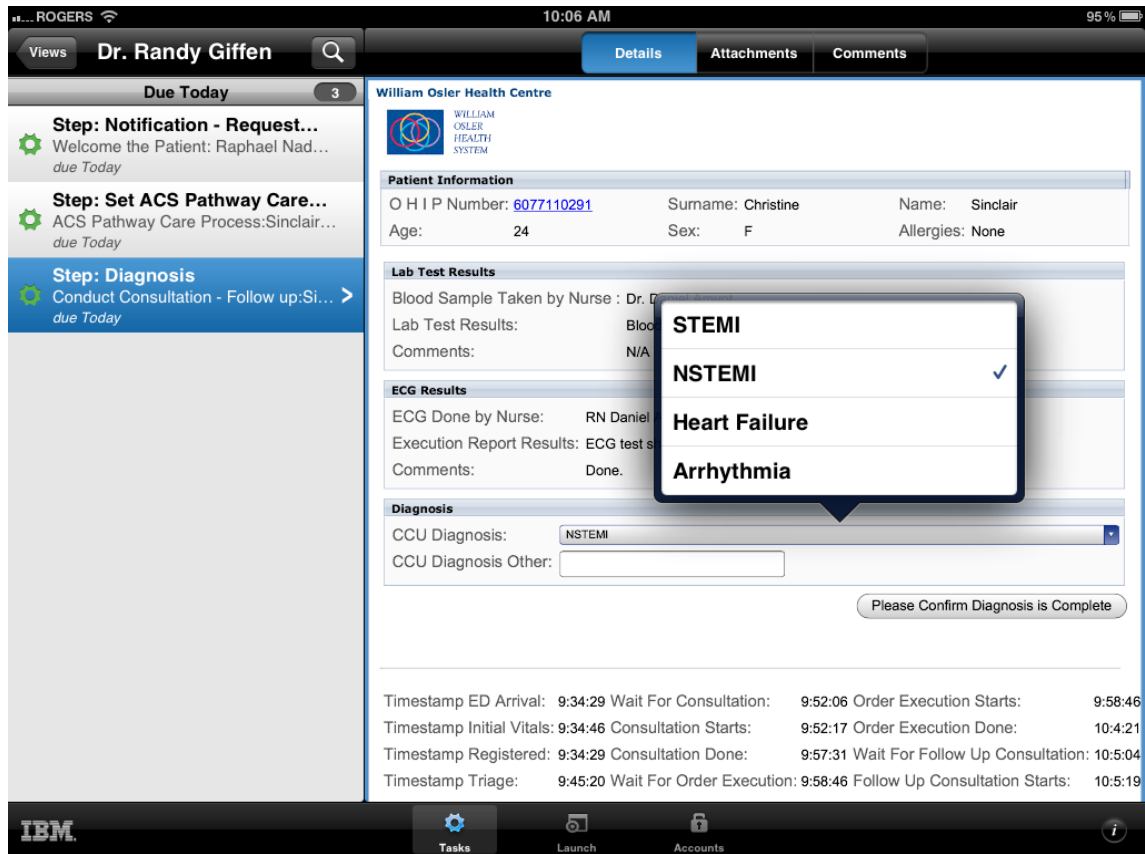 ROGERS 10:06 AM 95 %
Views Dr. Randy Giffen Details Attachments Comments
Due Today 3
Step: Notification - Request...
Welcome the Patient: Raphael Nad...
due Today
Step: Set ACS Pathway Care...
ACS Pathway Care Process:Sinclair...
due Today
Step: Diagnosis
Conduct Consultation - Follow up:Si...
due Today
William Osler Health Centre
WILLIAM
OSLER
HEALTH
SYSTEM
Patient Information
O H I P Number: 6077110291 Surname: Christine Name: Sinclair
Age: 24 Sex: F Allergies: None
Lab Test Results
Blood Sample Taken by Nurse : Dr.
Lab Test Results:
Comments: N/A
ECG Results
ECG Done by Nurse: RN Daniel
Execution Report Results: ECG test
Comments: Done.
STEMI
NSTEMI
Heart Failure
Arrhythmia
Diagnosis
CCU Diagnosis: NSTEMI
CCU Diagnosis Other:
Please Confirm Diagnosis is Complete
Timestamp ED Arrival: 9:34:29 Wait For Consultation: 9:52:06 Order Execution Starts: 9:58:46
Timestamp Initial Vitals: 9:34:46 Consultation Starts: 9:52:17 Order Execution Done: 10:4:21
Timestamp Registered: 9:34:29 Consultation Done: 9:57:31 Wait For Follow Up Consultation: 10:5:04
Timestamp Triage: 9:45:20 Wait For Order Execution: 9:58:46 Follow Up Consultation Starts: 10:5:19
IBM Tasks Launch Accounts i